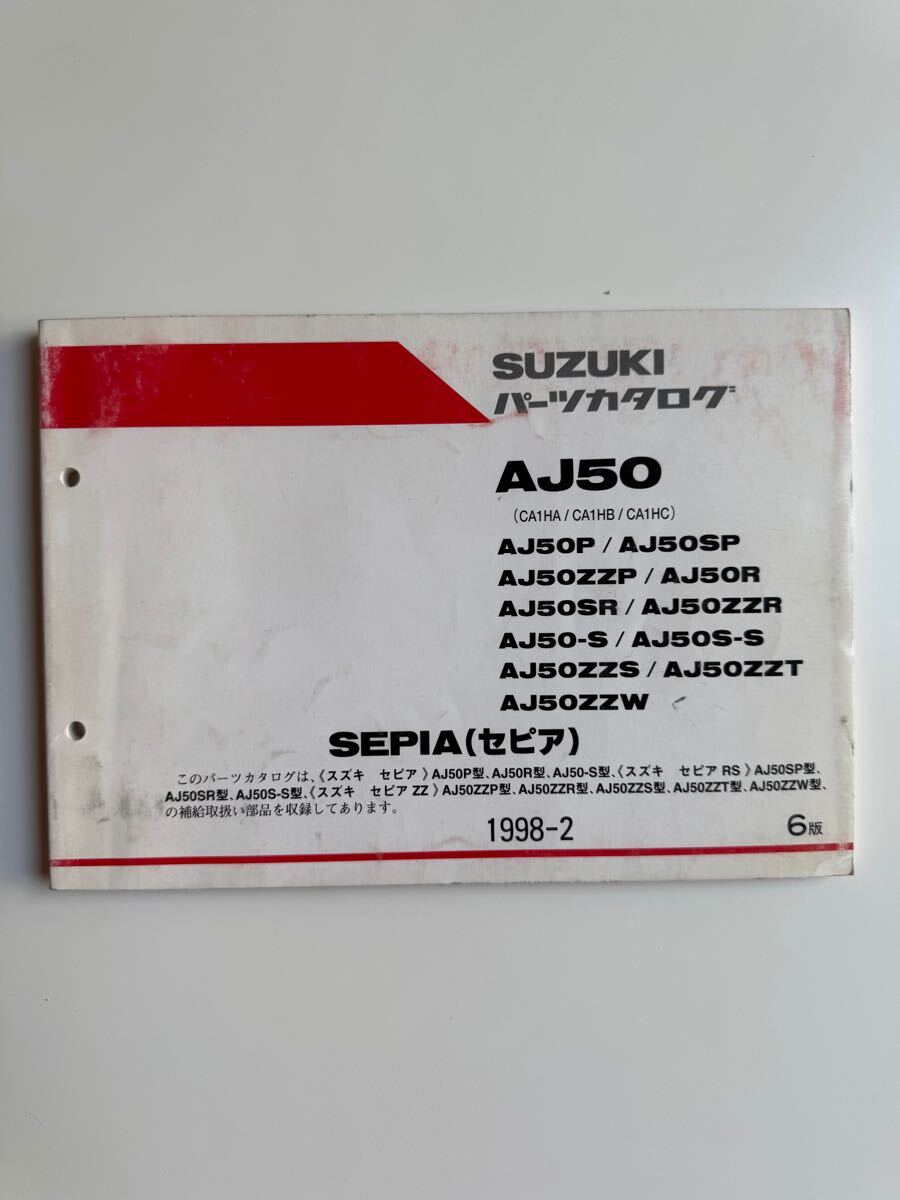 SUZUKI
パーツカタログ
AJ50
(CA1HA / CA1HB / CA1HC)
AJ50P / AJ50SP
AJ50ZZP / AJ50R
AJ50SR / AJ50ZZR
AJ50-S / AJ50S-S
AJ50ZZS / AJ50ZZT
AJ50ZZW
SEPIA(セピア)
このパーツカタログは、《スズキ　セピア》AJ50P型、AJ50R型、AJ50-S型、《スズキ　セピア RS》AJ50SP型、
AJ50SR型、AJ50S-S型、《スズキ　セピア ZZ》AJ50ZZP型、AJ50ZZR型、AJ50ZZS型、AJ50ZZT型、AJ50ZZW型、
の補給取扱い部品を収録してあります。
1998-2
6版